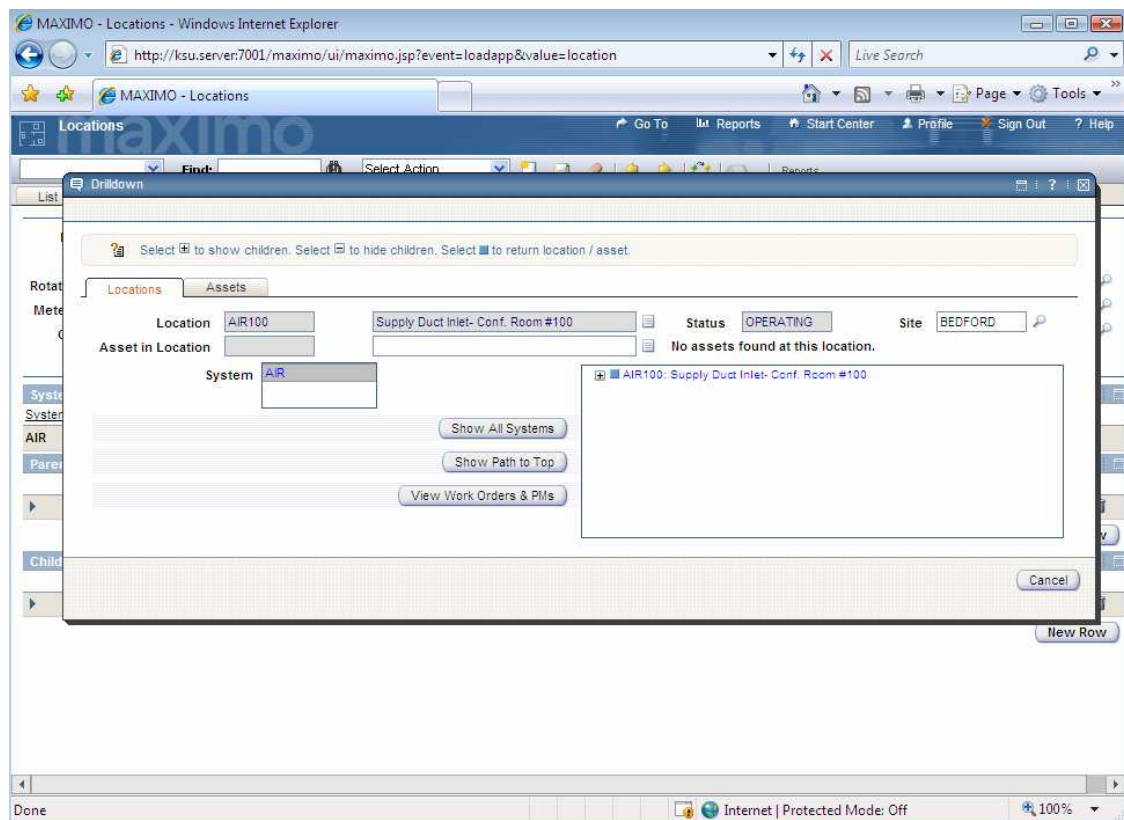 MAXIMO - Locations - Windows Internet Explorer
http://ksu.server:7001/maximo/ui/maximo.jsp?event=loadapp&value=location
Live Search
MAXIMO - Locations
Page Tools
Locations
maximo
Go To Reports Start Center Profile Sign Out ? Help
Find: Select Action Reports
List
Drilldown
Select to show children. Select to hide children. Select to return location / asset.
Locations Assets
Location AIR100 Supply Duct Inlet- Conf. Room #100 Status OPERATING Site BEDFORD
Asset in Location No assets found at this location.
System AIR
AIR100: Supply Duct Inlet- Conf. Room #100
Show All Systems
Show Path to Top
View Work Orders & PMs
Cancel
Rotat
Mete
Syste
System
AIR
Paren
Child
New Row
Done Internet | Protected Mode: Off 100%